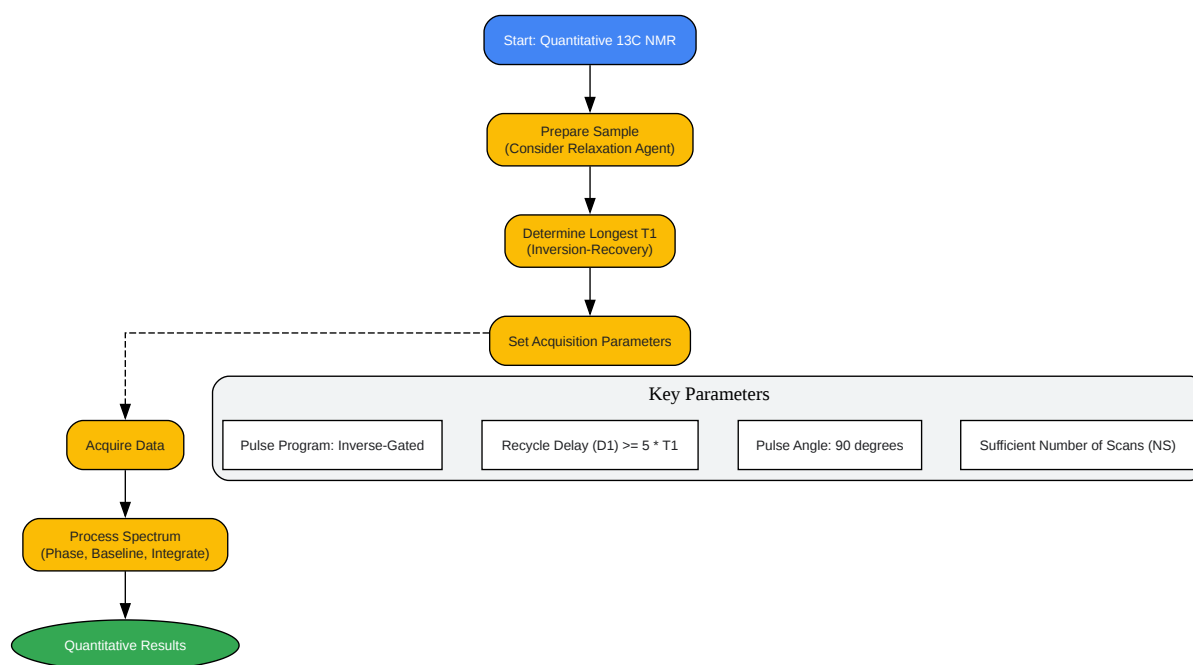 Start: Quantitative 13C NMR
Prepare Sample
(Consider Relaxation Agent)
Determine Longest T1
(Inversion-Recovery)
Set Acquisition Parameters
Key Parameters
Pulse Program: Inverse-Gated
Recycle Delay (D1) >= 5 * T1
Pulse Angle: 90 degrees
Sufficient Number of Scans (NS)
Acquire Data
Process Spectrum
(Phase, Baseline, Integrate)
Quantitative Results